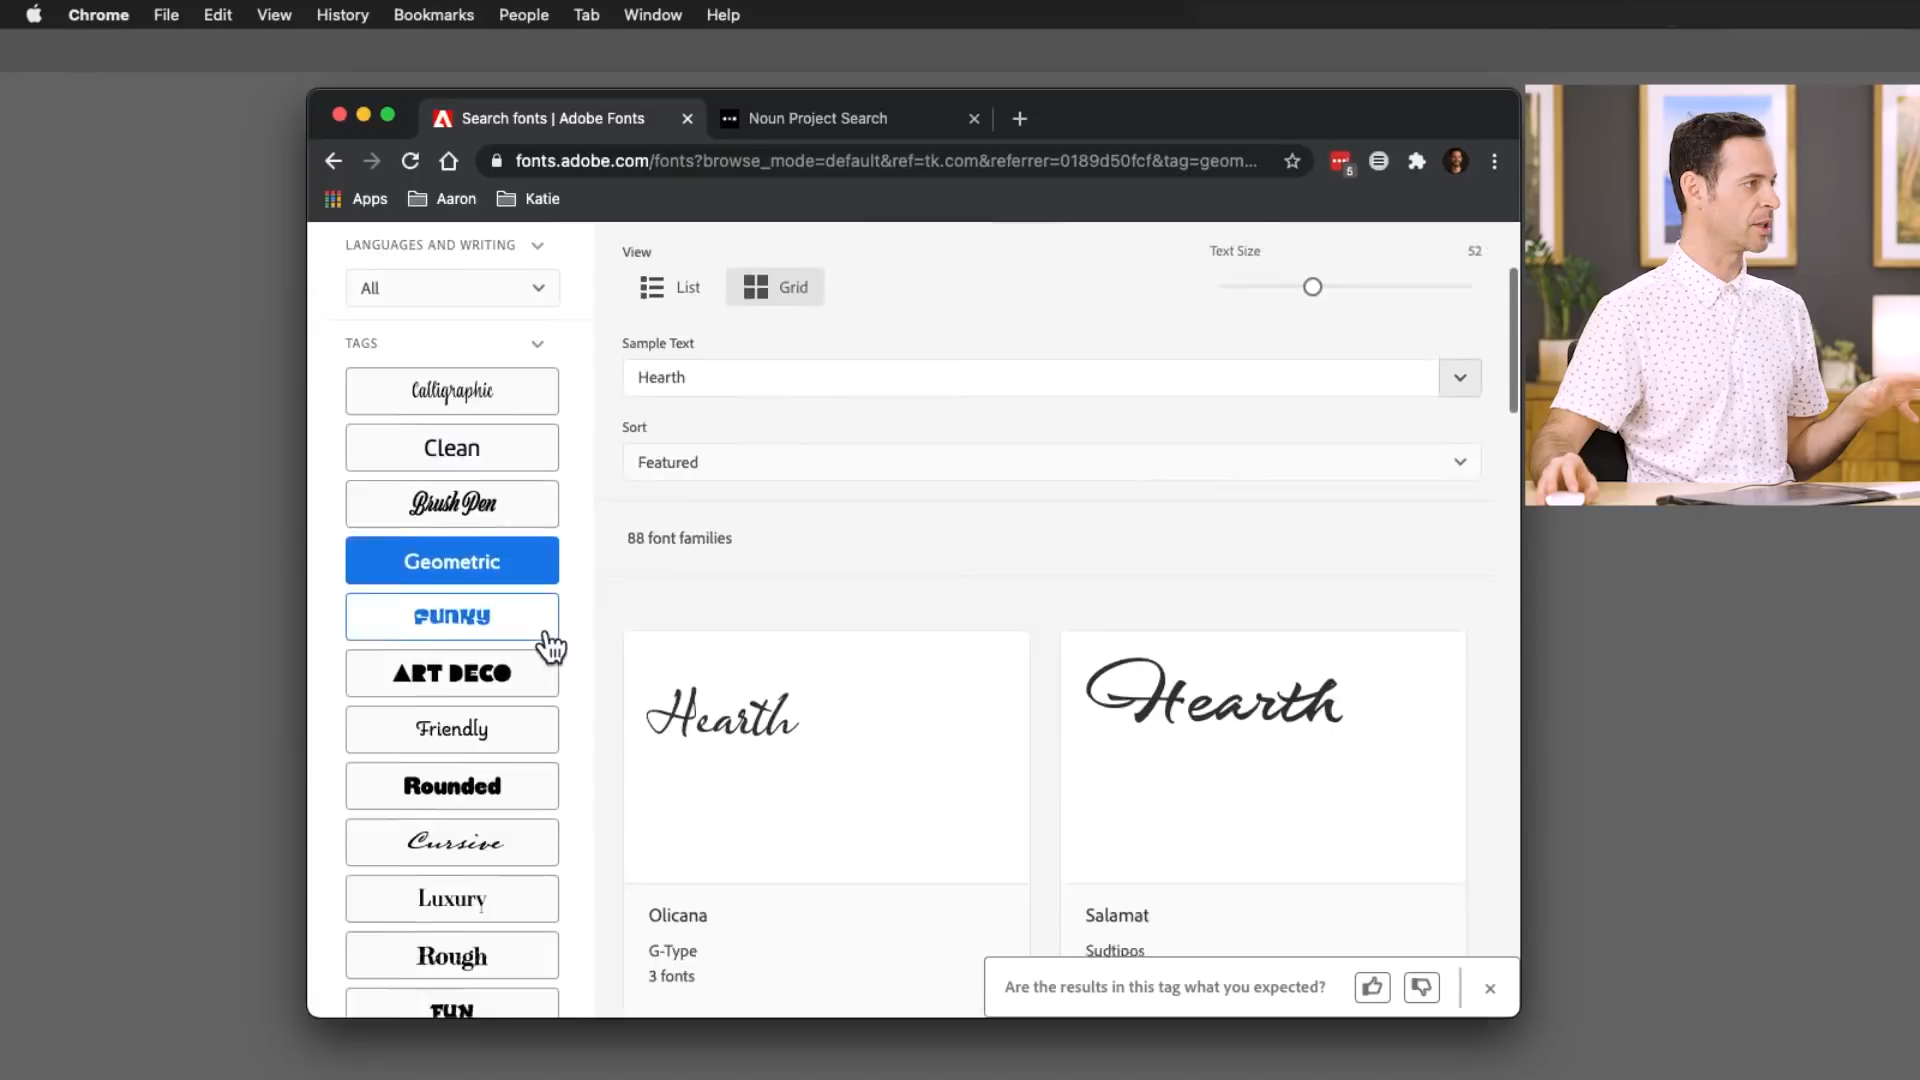 Chrome File Edit View History Bookmarks People Tab Window Help
Search fonts | Adobe Fonts
Noun Project Search
fonts.adobe.com/fonts?browse_mode=default&ref=tk.com&referrer=0189d50fcf&tag=geom...
5
Apps Aaron Katie
LANGUAGES AND WRITING
All
TAGS
Calligraphic
Clean
Brush Pen
Geometric
FUNKY
ART DECO
Friendly
Rounded
Cursive
Luxury
Rough
FUN
View
List Grid
Text Size 52
Sample Text
Hearth
Sort
Featured
88 font families
Hearth
Olicana
G-Type
3 fonts
Hearth
Salamat
Sudtipos
Are the results in this tag what you expected?